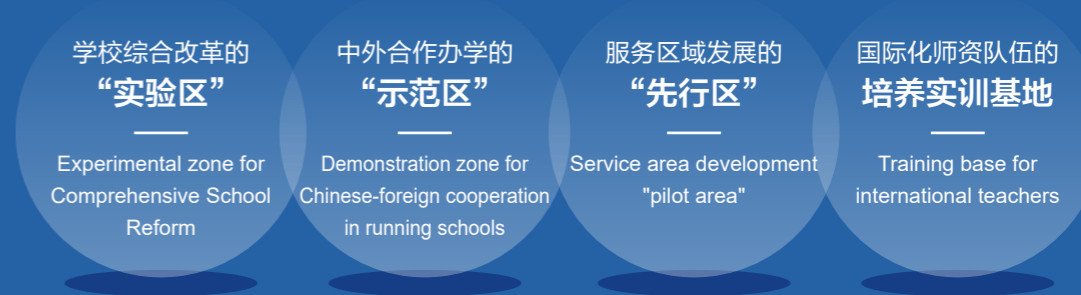 学校综合改革的
“实验区”
Experimental zone for
Comprehensive School
Reform
中外合作办学的
“示范区”
Demonstration zone for
Chinese-foreign cooperation
in running schools
服务区域发展的
“先行区”
Service area development
"pilot area"
国际化师资队伍的
培养实训基地
Training base for
international teachers